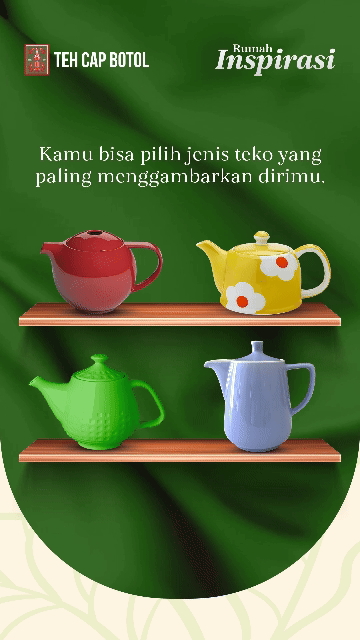 TEH CAP BOTOL
Rumah
Inspirasi
Kamu bisa pilih jenis teko yang
paling menggambarkan dirimu.